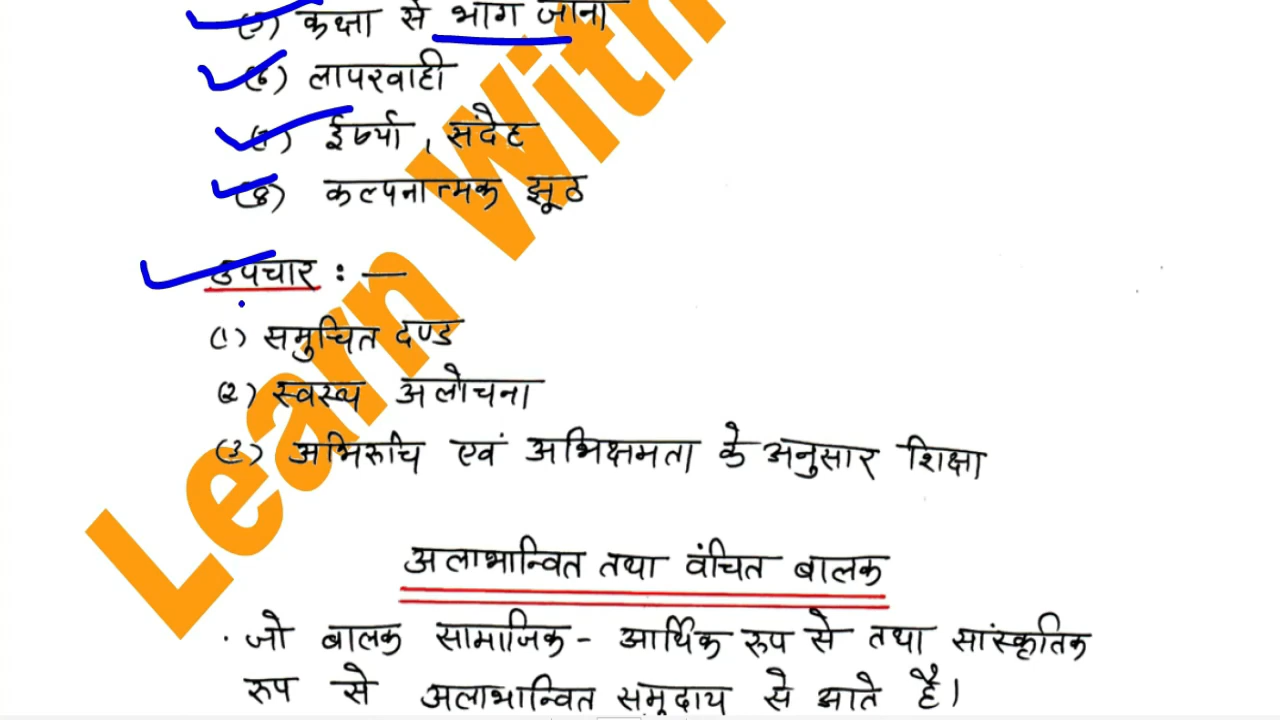 (5) कक्षा से भाग जाना
(6) लापरवाही
(7) ईर्ष्या, संदेह
(8) कल्पनात्मक झूठ
उपचार : —
(1) समुचित दण्ड
(2) स्वस्थ्य अलोचना
(3) अभिरूचि एवं अभिक्षमता के अनुसार शिक्षा
अलाभान्वित तथा वंचित बालक
· जो बालक सामाजिक - आर्थिक रूप से तथा सांस्कृतिक
रूप से अलाभान्वित समूदाय से आते है।
Learn With